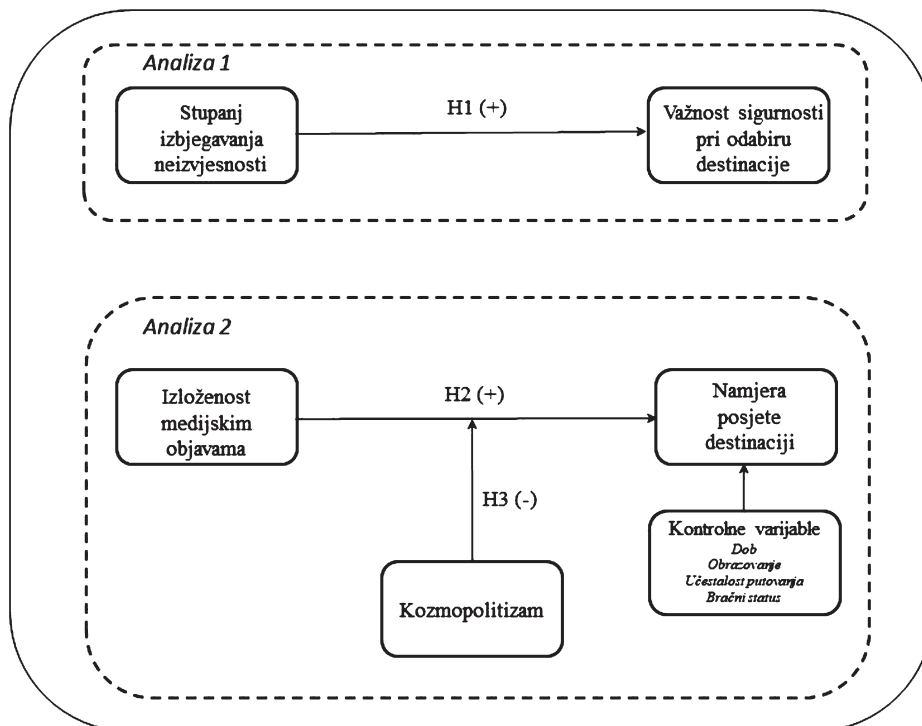 Analiza 1
Stupanj
izbjegavanja
neizvjesnosti
H1 (+)
Važnost sigurnosti
pri odabiru
destinacije
Analiza 2
Izloženost
medijskim
objavama
H2 (+)
Namjera
posjete
destinaciji
H3 (-)
Kozmopolitizam
Kontrolne varijable
Dob
Obrazovanje
Učestalost putovanja
Bračni status